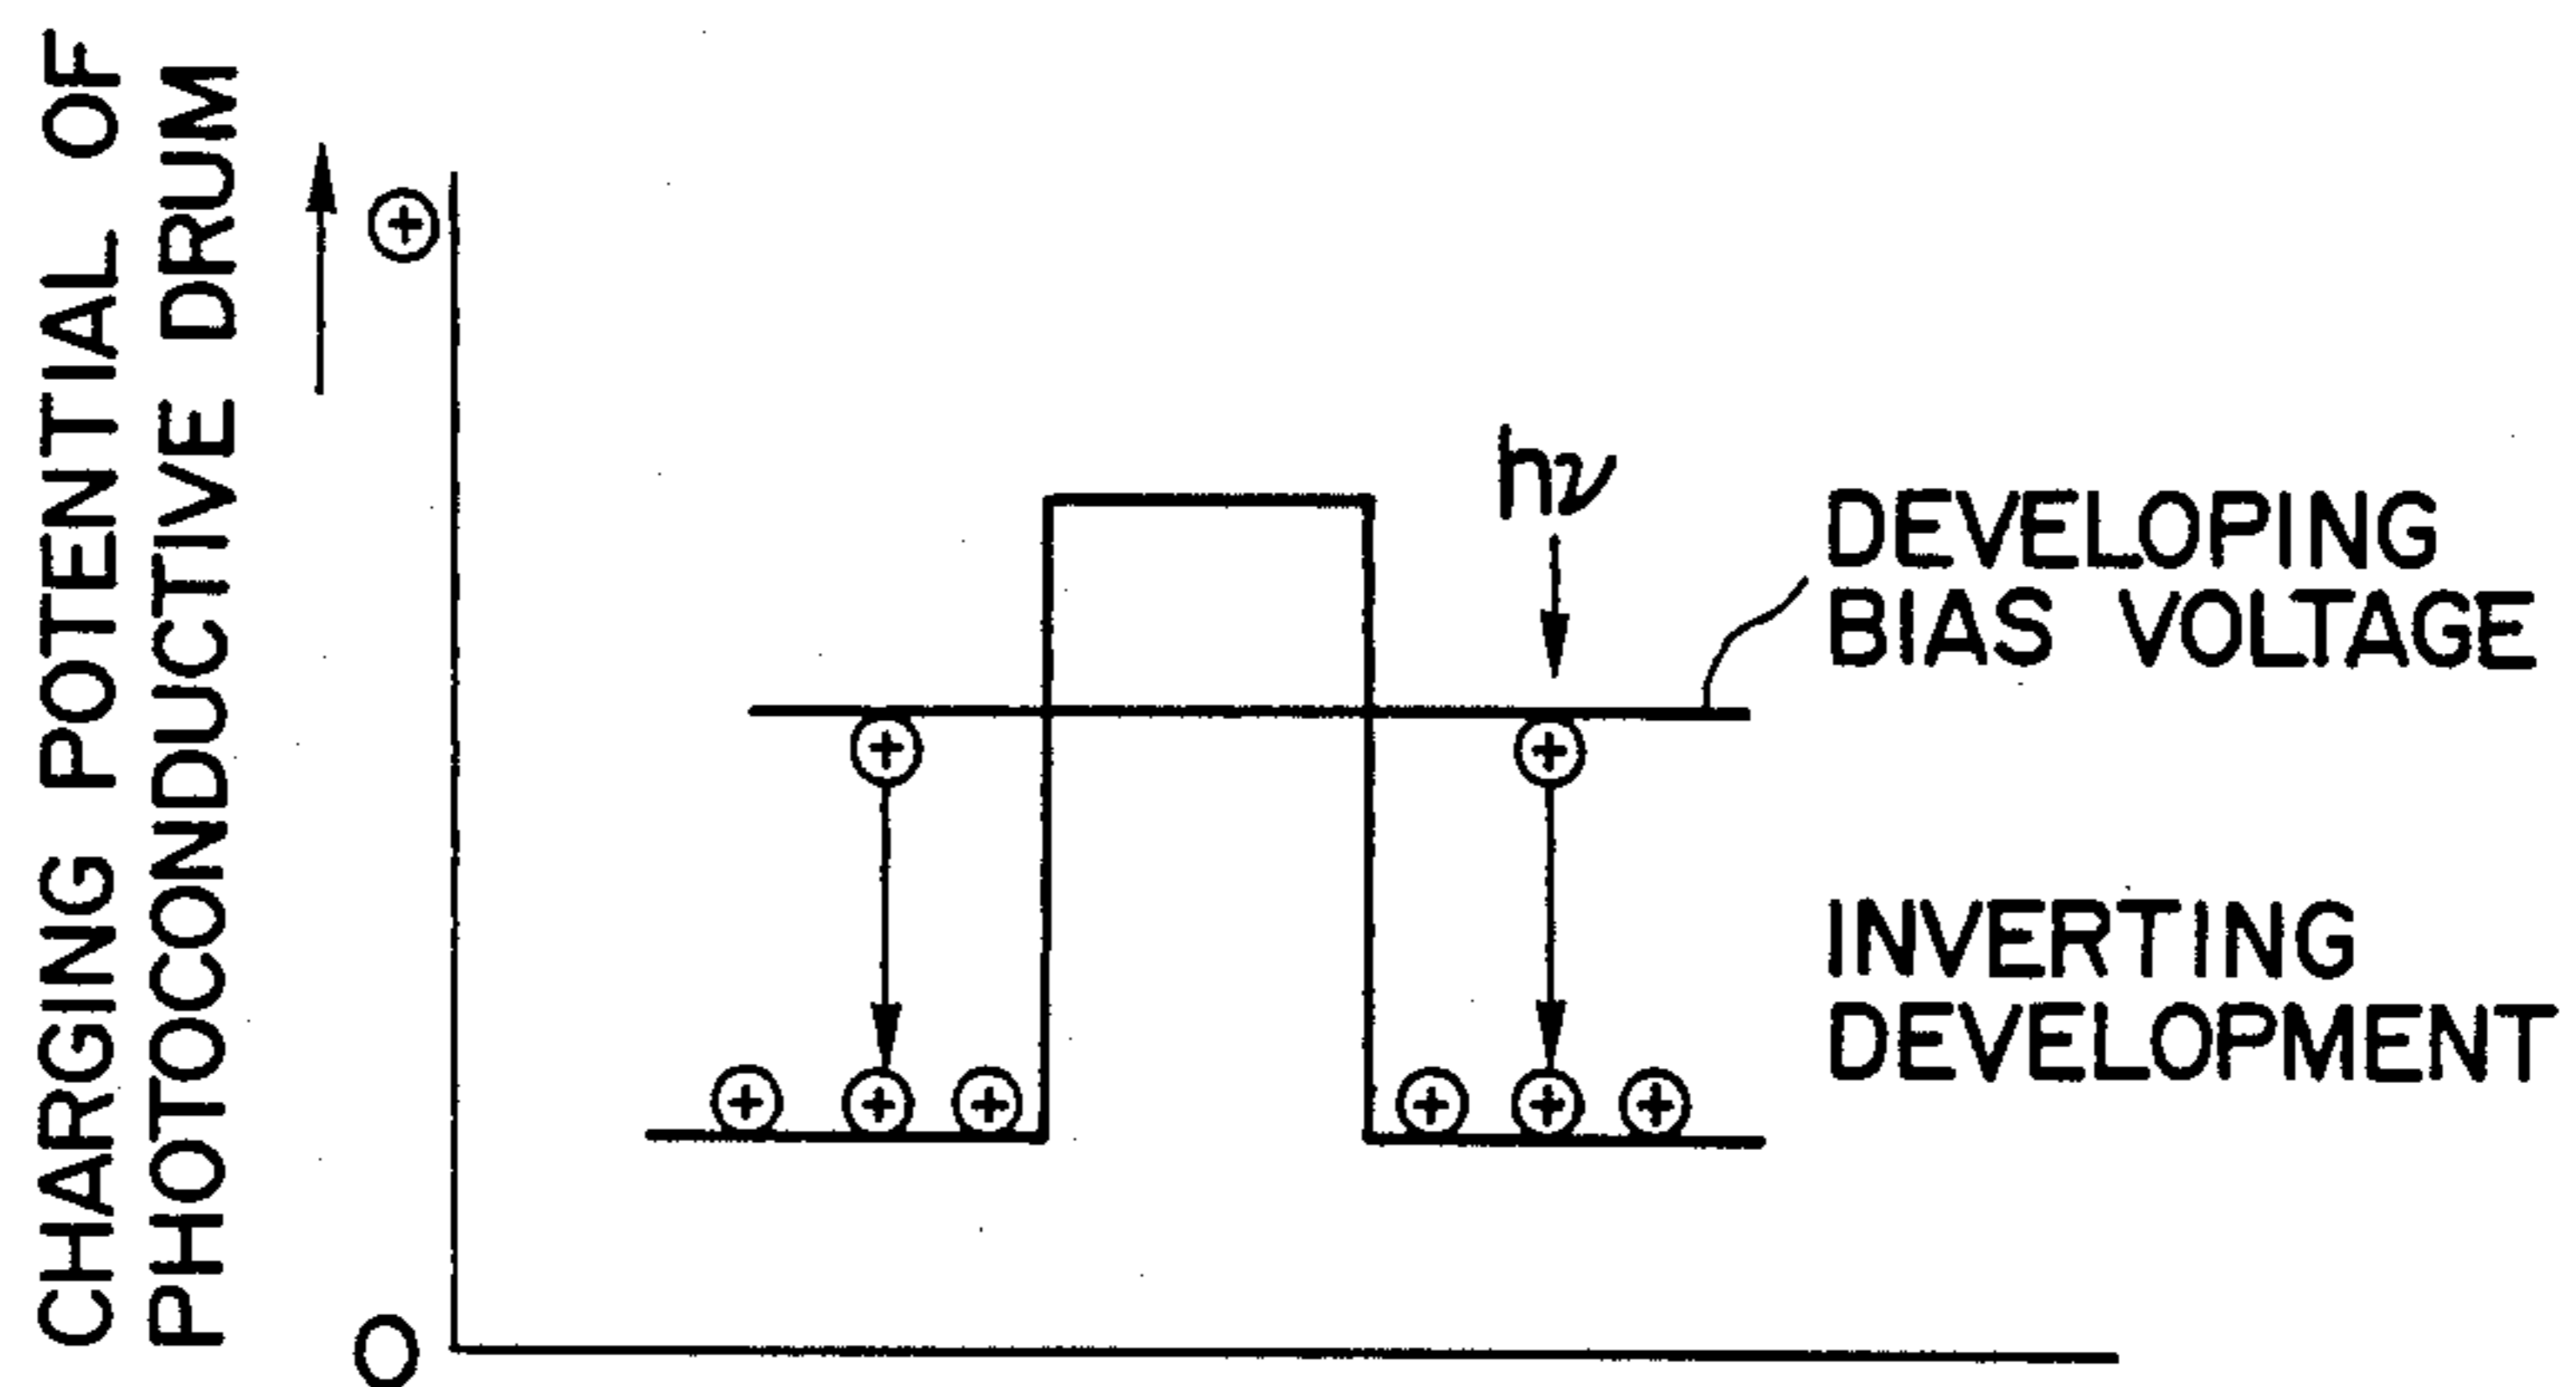 CHARGING POTENTIAL OF
PHOTOCONDUCTIVE DRUM
⊕
hν
DEVELOPING
BIAS VOLTAGE
⊕ ⊕
INVERTING
DEVELOPMENT
⊕ ⊕ ⊕ ⊕ ⊕ ⊕
O